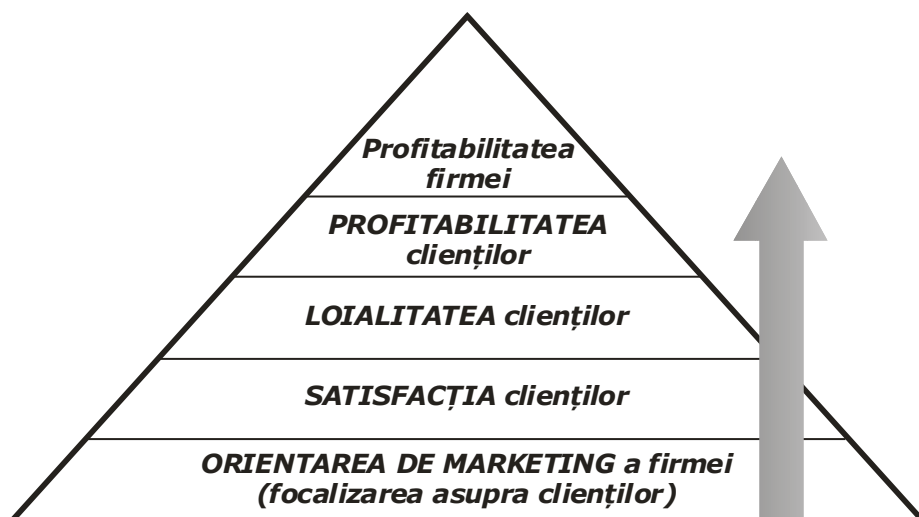 Profitabilitatea
firmei
PROFITABILITATEA
clienților
LOIALITATEA clienților
SATISFACȚIA clienților
ORIENTAREA DE MARKETING a firmei
(focalizarea asupra clienților)